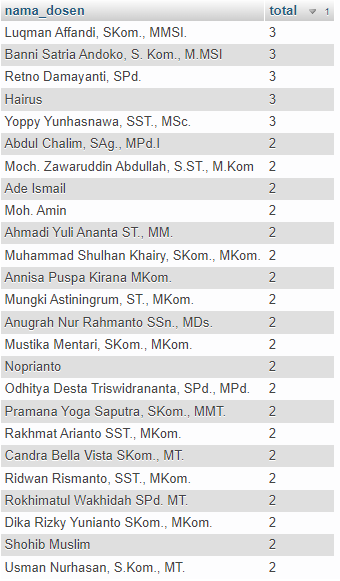 nama_dosen total 1
Luqman Affandi, SKom., MMSI. 3
Banni Satria Andoko, S. Kom., M.MSI 3
Retno Damayanti, SPd. 3
Hairus 3
Yoppy Yunhasnawa, SST., MSc. 3
Abdul Chalim, SAg., MPd.I 2
Moch. Zawaruddin Abdullah, S.ST., M.Kom 2
Ade Ismail 2
Moh. Amin 2
Ahmadi Yuli Ananta ST., MM. 2
Muhammad Shulhan Khairy, SKom., MKom. 2
Annisa Puspa Kirana MKom. 2
Mungki Astiningrum, ST., MKom. 2
Anugrah Nur Rahmanto SSn., MDs. 2
Mustika Mentari, SKom., MKom. 2
Noprianto 2
Odhitya Desta Triswidrananta, SPd., MPd. 2
Pramana Yoga Saputra, SKom., MMT. 2
Rakhmat Arianto SST., MKom. 2
Candra Bella Vista SKom., MT. 2
Ridwan Rismanto, SST., MKom. 2
Rokhimatul Wakhidah SPd. MT. 2
Dika Rizky Yunianto SKom., MKom. 2
Shohib Muslim 2
Usman Nurhasan, S.Kom., MT. 2